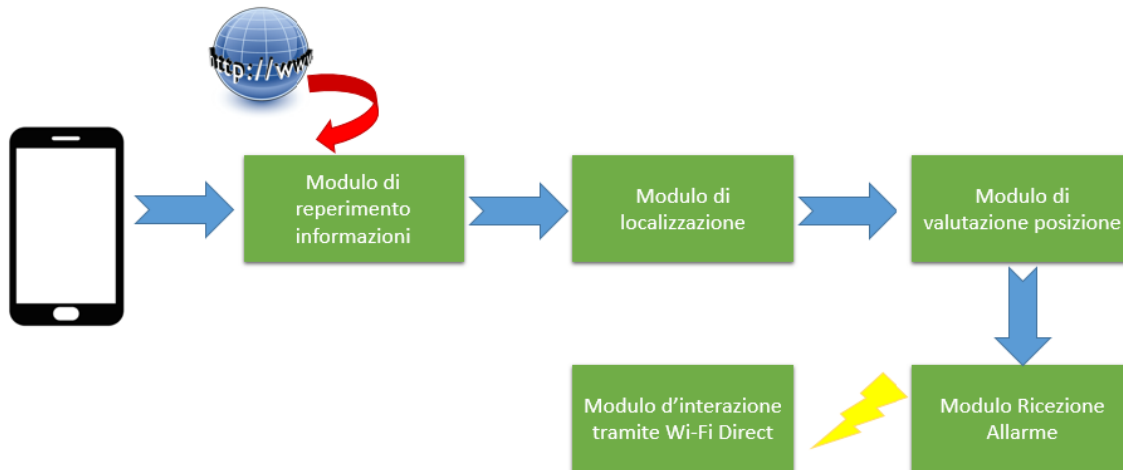 http://www
Modulo di
reperimento
informazioni
Modulo di
localizzazione
Modulo di
valutazione posizione
Modulo d'interazione
tramite Wi-Fi Direct
Modulo Ricezione
Allarme